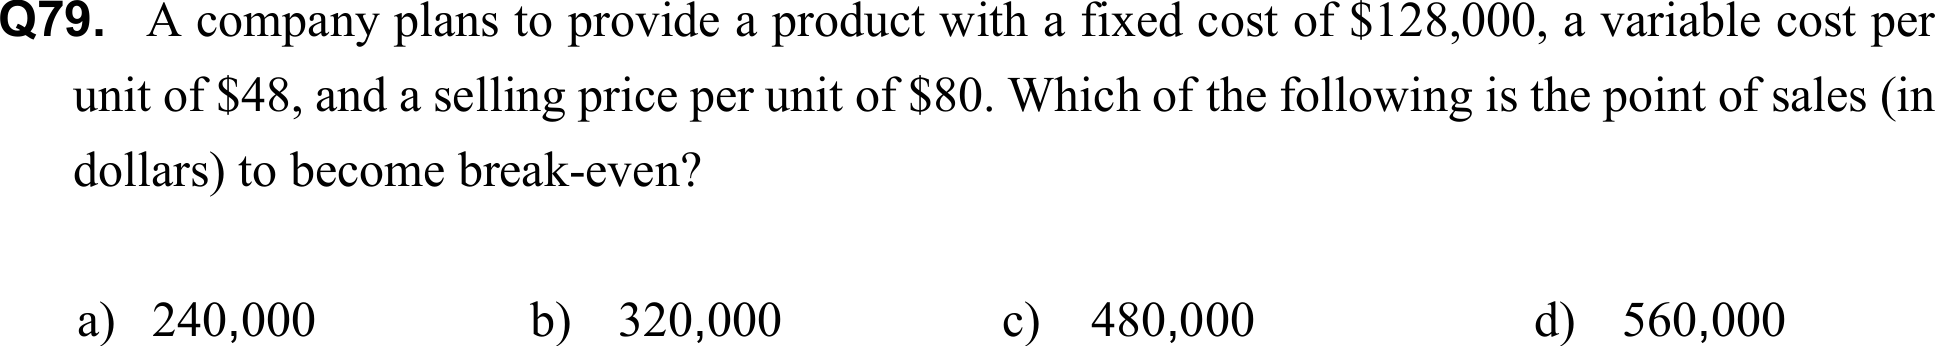 Q79. A company plans to provide a product with a fixed cost of $128,000, a variable cost per
unit of $48, and a selling price per unit of $80. Which of the following is the point of sales (in
dollars) to become break-even?
a) 240,000 b) 320,000 c) 480,000 d) 560,000